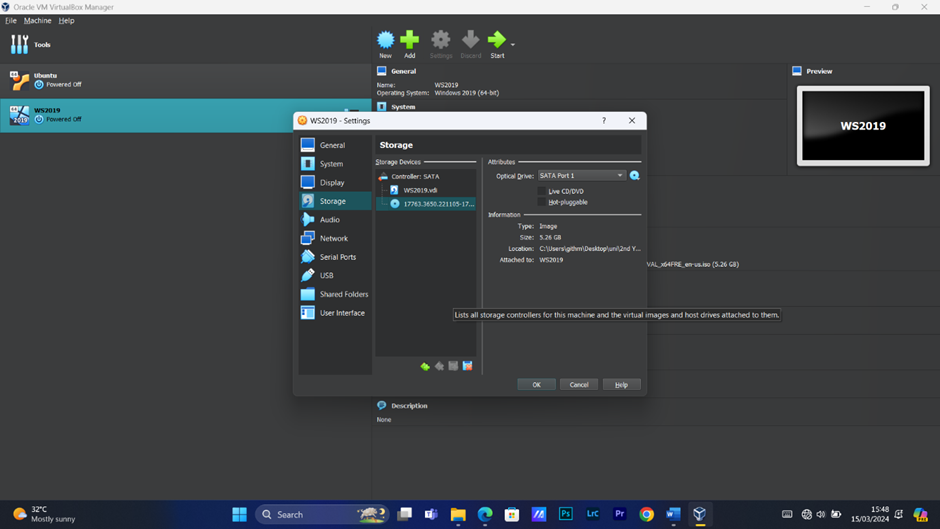 Oracle VM VirtualBox Manager
File Machine Help
Tools
Ubuntu
Powered Off
WS2019
Powered Off
2019
New Add Settings Discard Start
General
Name: WS2019
Operating System: Windows 2019 (64-bit)
System
Preview
WS2019
WS2019 - Settings
?
General
System
Display
Storage
Audio
Network
Serial Ports
USB
Shared Folders
User Interface
Storage
Storage Devices
Controller: SATA
WS2019.vdi
17763.3650.221105-17...
Attributes
Optical Drive: SATA Port 1
Live CD/DVD
Hot-pluggable
Information
Type: Image
Size: 5.26 GB
Location: C:\Users\githm\Desktop\uni\2nd Y...
Attached to: WS2019
VAL_x64FRE_en-us.iso (5.26 GB)
Lists all storage controllers for this machine and the virtual images and host drives attached to them.
OK Cancel Help
Description
None
32°C
Mostly sunny
Search
Ps
LrC
Pr
15:48
15/03/2024